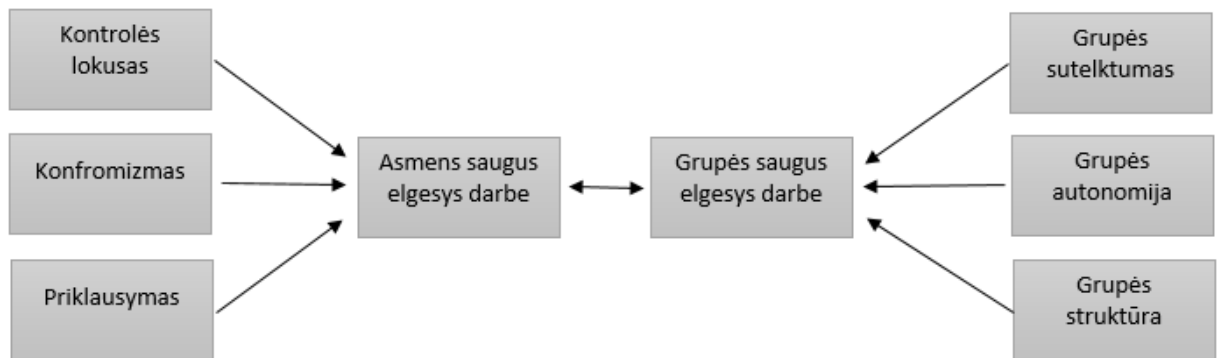 Kontrolės
lokusas
Konfromizmas
Priklausymas
Asmens saugus
elgesys darbe
Grupės saugus
elgesys darbe
Grupės
sutelktumas
Grupės
autonomija
Grupės
struktūra